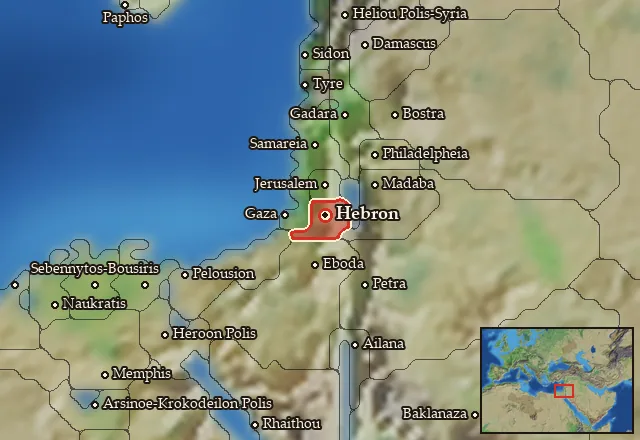 Paphos
Heliou Polis-Syria
Damascus
Sidon
Tyre
Gadara
Bostra
Samareia
Philadelpheia
Jerusalem
Madaba
Gaza
Hebron
Eboda
Sebennytos-Bousiris
Pelousion
Petra
Naukratis
Heroon Polis
Ailana
Memphis
Arsinoe-Krokodeilon Polis
Baklanaza
Rhaithou